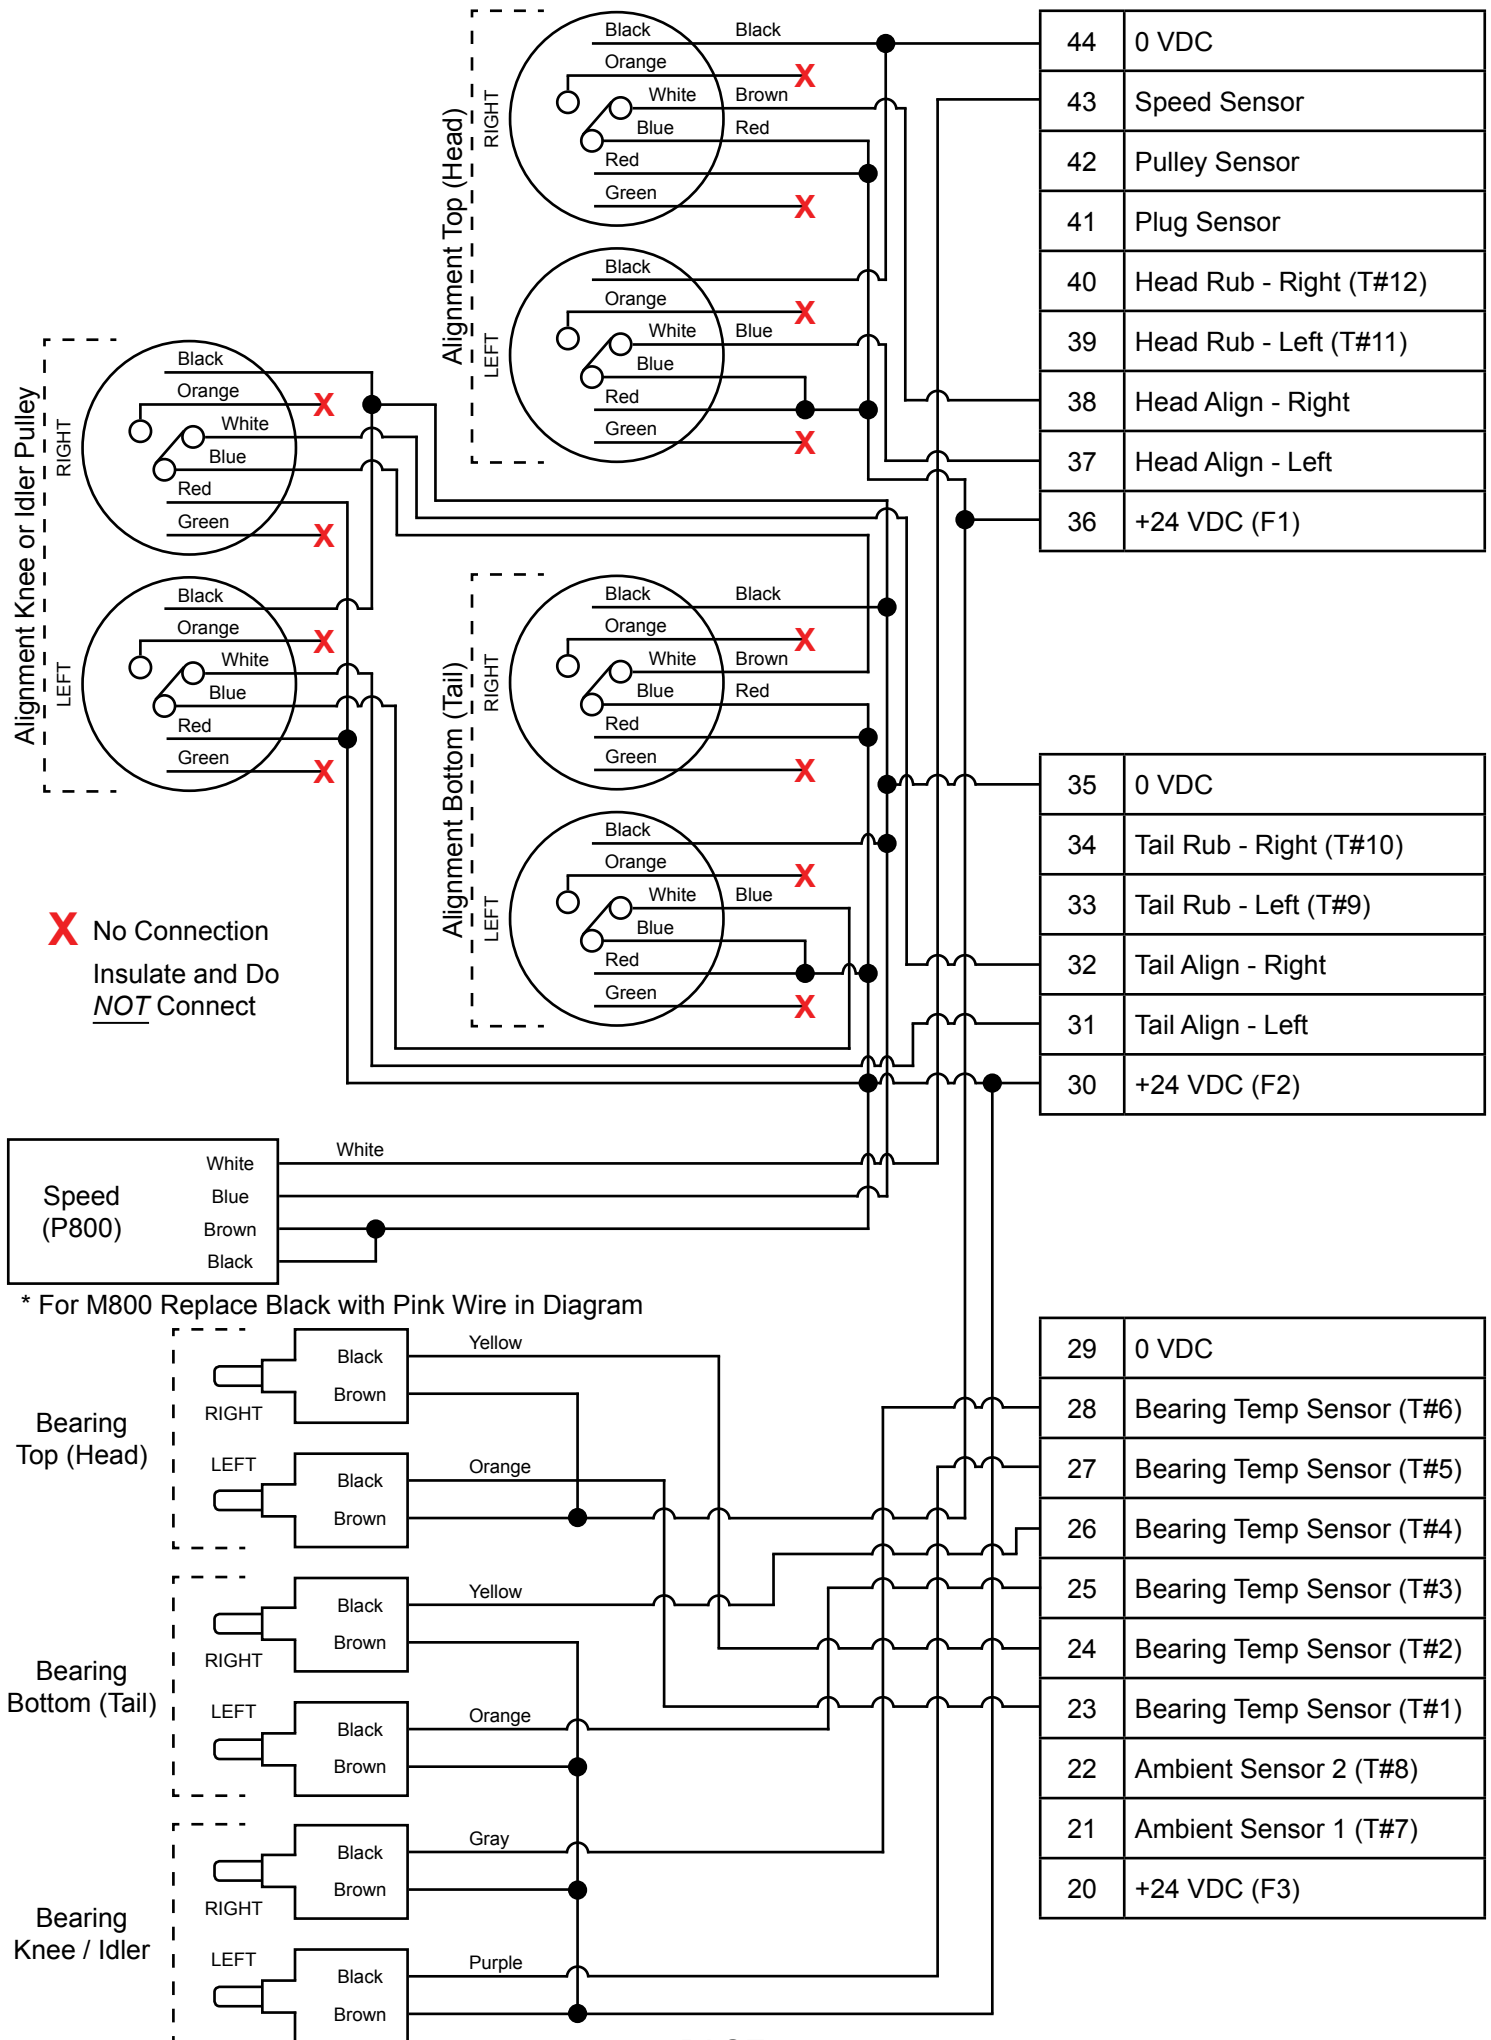 Alignment Top (Head)
RIGHT
Black Black
Orange X
White Brown
Blue Red
Red
Green X
LEFT
Black
Orange X
White Blue
Blue
Red
Green X
Alignment Knee or Idler Pulley
RIGHT
Black
Orange X
White
Blue
Red
Green X
LEFT
Black
Orange X
White
Blue
Red
Green X
Alignment Bottom (Tail)
RIGHT
Black Black
Orange X
White Brown
Blue Red
Red
Green X
LEFT
Black
Orange X
White Blue
Blue
Red
Green X
X No Connection
Insulate and Do
NOT Connect
44 0 VDC
43 Speed Sensor
42 Pulley Sensor
41 Plug Sensor
40 Head Rub - Right (T#12)
39 Head Rub - Left (T#11)
38 Head Align - Right
37 Head Align - Left
36 +24 VDC (F1)
35 0 VDC
34 Tail Rub - Right (T#10)
33 Tail Rub - Left (T#9)
32 Tail Align - Right
31 Tail Align - Left
30 +24 VDC (F2)
Speed
(P800)
White White
Blue
Brown
Black
* For M800 Replace Black with Pink Wire in Diagram
Bearing
Top (Head)
RIGHT
Black Yellow
Brown
LEFT
Black Orange
Brown
Bearing
Bottom (Tail)
RIGHT
Black Yellow
Brown
LEFT
Black Orange
Brown
Bearing
Knee / Idler
RIGHT
Black Gray
Brown
LEFT
Black Purple
Brown
29 0 VDC
28 Bearing Temp Sensor (T#6)
27 Bearing Temp Sensor (T#5)
26 Bearing Temp Sensor (T#4)
25 Bearing Temp Sensor (T#3)
24 Bearing Temp Sensor (T#2)
23 Bearing Temp Sensor (T#1)
22 Ambient Sensor 2 (T#8)
21 Ambient Sensor 1 (T#7)
20 +24 VDC (F3)